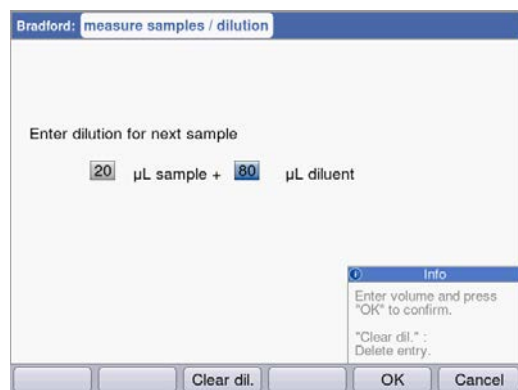 Bradford: measure samples / dilution
Enter dilution for next sample
20 µL sample + 80 µL diluent
Info
Enter volume and press
"OK" to confirm.
"Clear dil." :
Delete entry.
Clear dil. OK Cancel